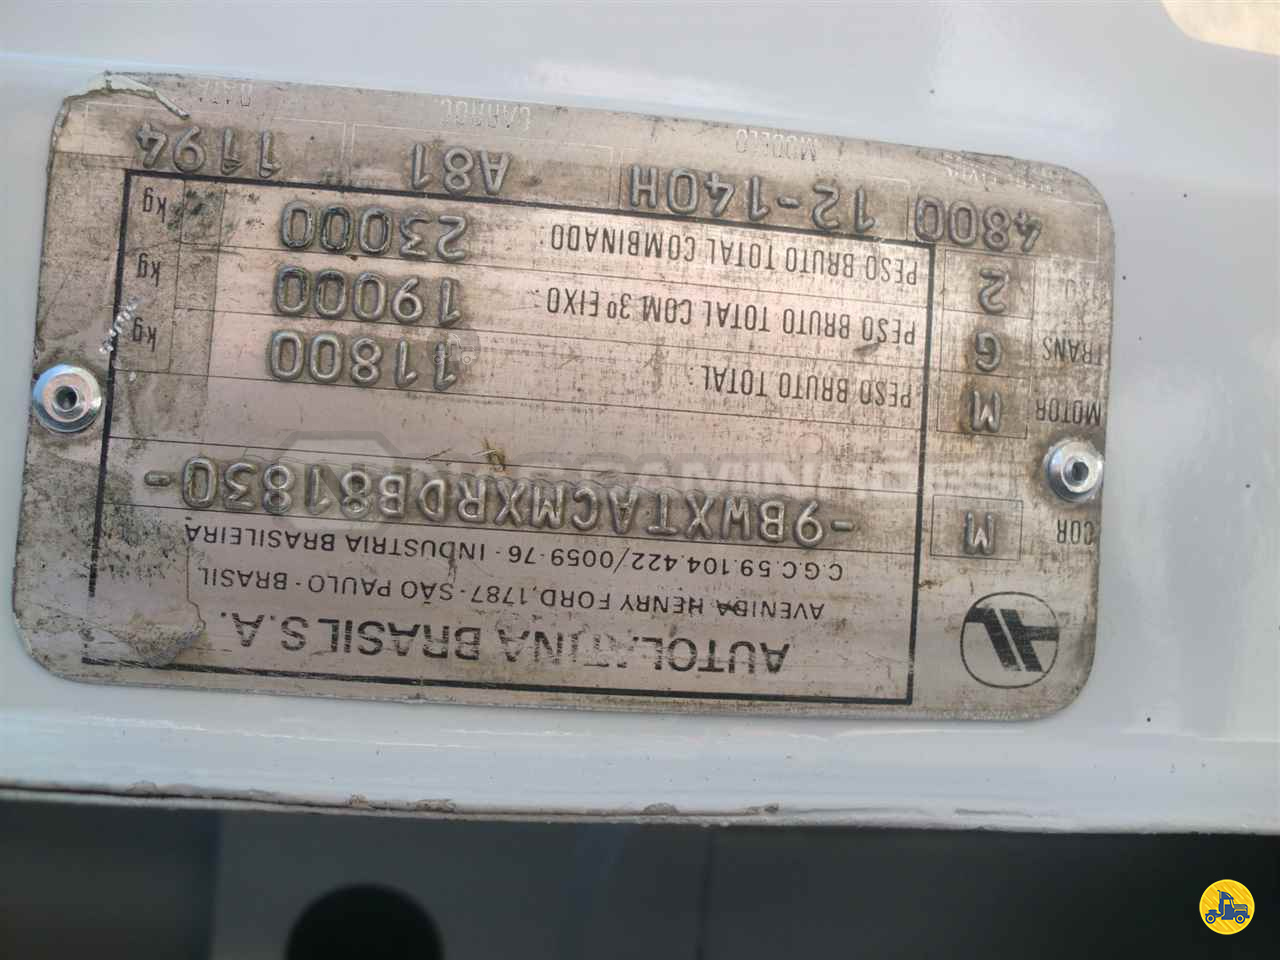 AUTOLATINA BRASIL S.A.
AVENIDA HENRY FORD, 1787 - SÃO PAULO - BRASIL
C.G.C. 59.104.422/0059-76 - INDUSTRIA BRASILEIRA
COR M
-9BWXTACMXRDB81830-
MOTOR M
PESO BRUTO TOTAL: 11800 kg
TRANS G
PESO BRUTO TOTAL COM 3º EIXO: 19000 kg
2
PESO BRUTO TOTAL COMBINADO: 23000 kg
4800 12-140H A81 1194
MODELO DATA